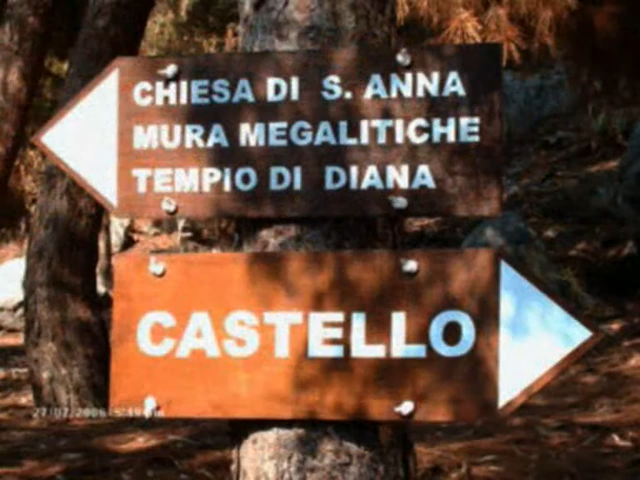 CHIESA DI S. ANNA
MURA MEGALITICHE
TEMPIO DI DIANA
CASTELLO